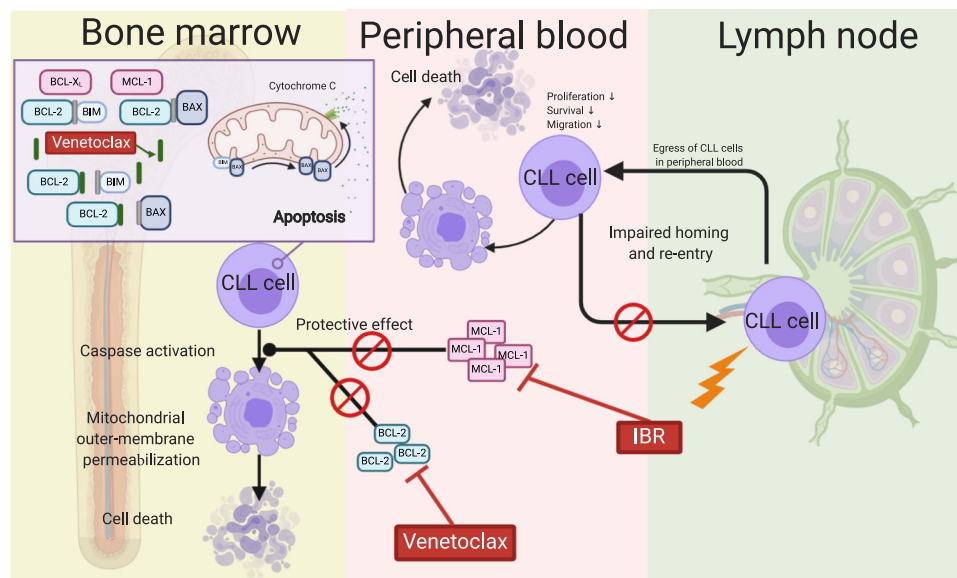 Bone marrow
Peripheral blood
Lymph node
BCL-XL
MCL-1
BCL-2
BIM
BCL-2
BAX
Venetoclax
BCL-2
BIM
BCL-2
BAX
Cytochrome C
BIM
BAX
BAX
BAX
Apoptosis
CLL cell
Caspase activation
Mitochondrial
outer-membrane
permeabilization
Cell death
Cell death
Proliferation ↓
Survival ↓
Migration ↓
CLL cell
Egress of CLL cells
in peripheral blood
Impaired homing
and re-entry
CLL cell
Protective effect
MCL-1
MCL-1
MCL-1
MCL-1
BCL-2
BCL-2
BCL-2
IBR
Venetoclax